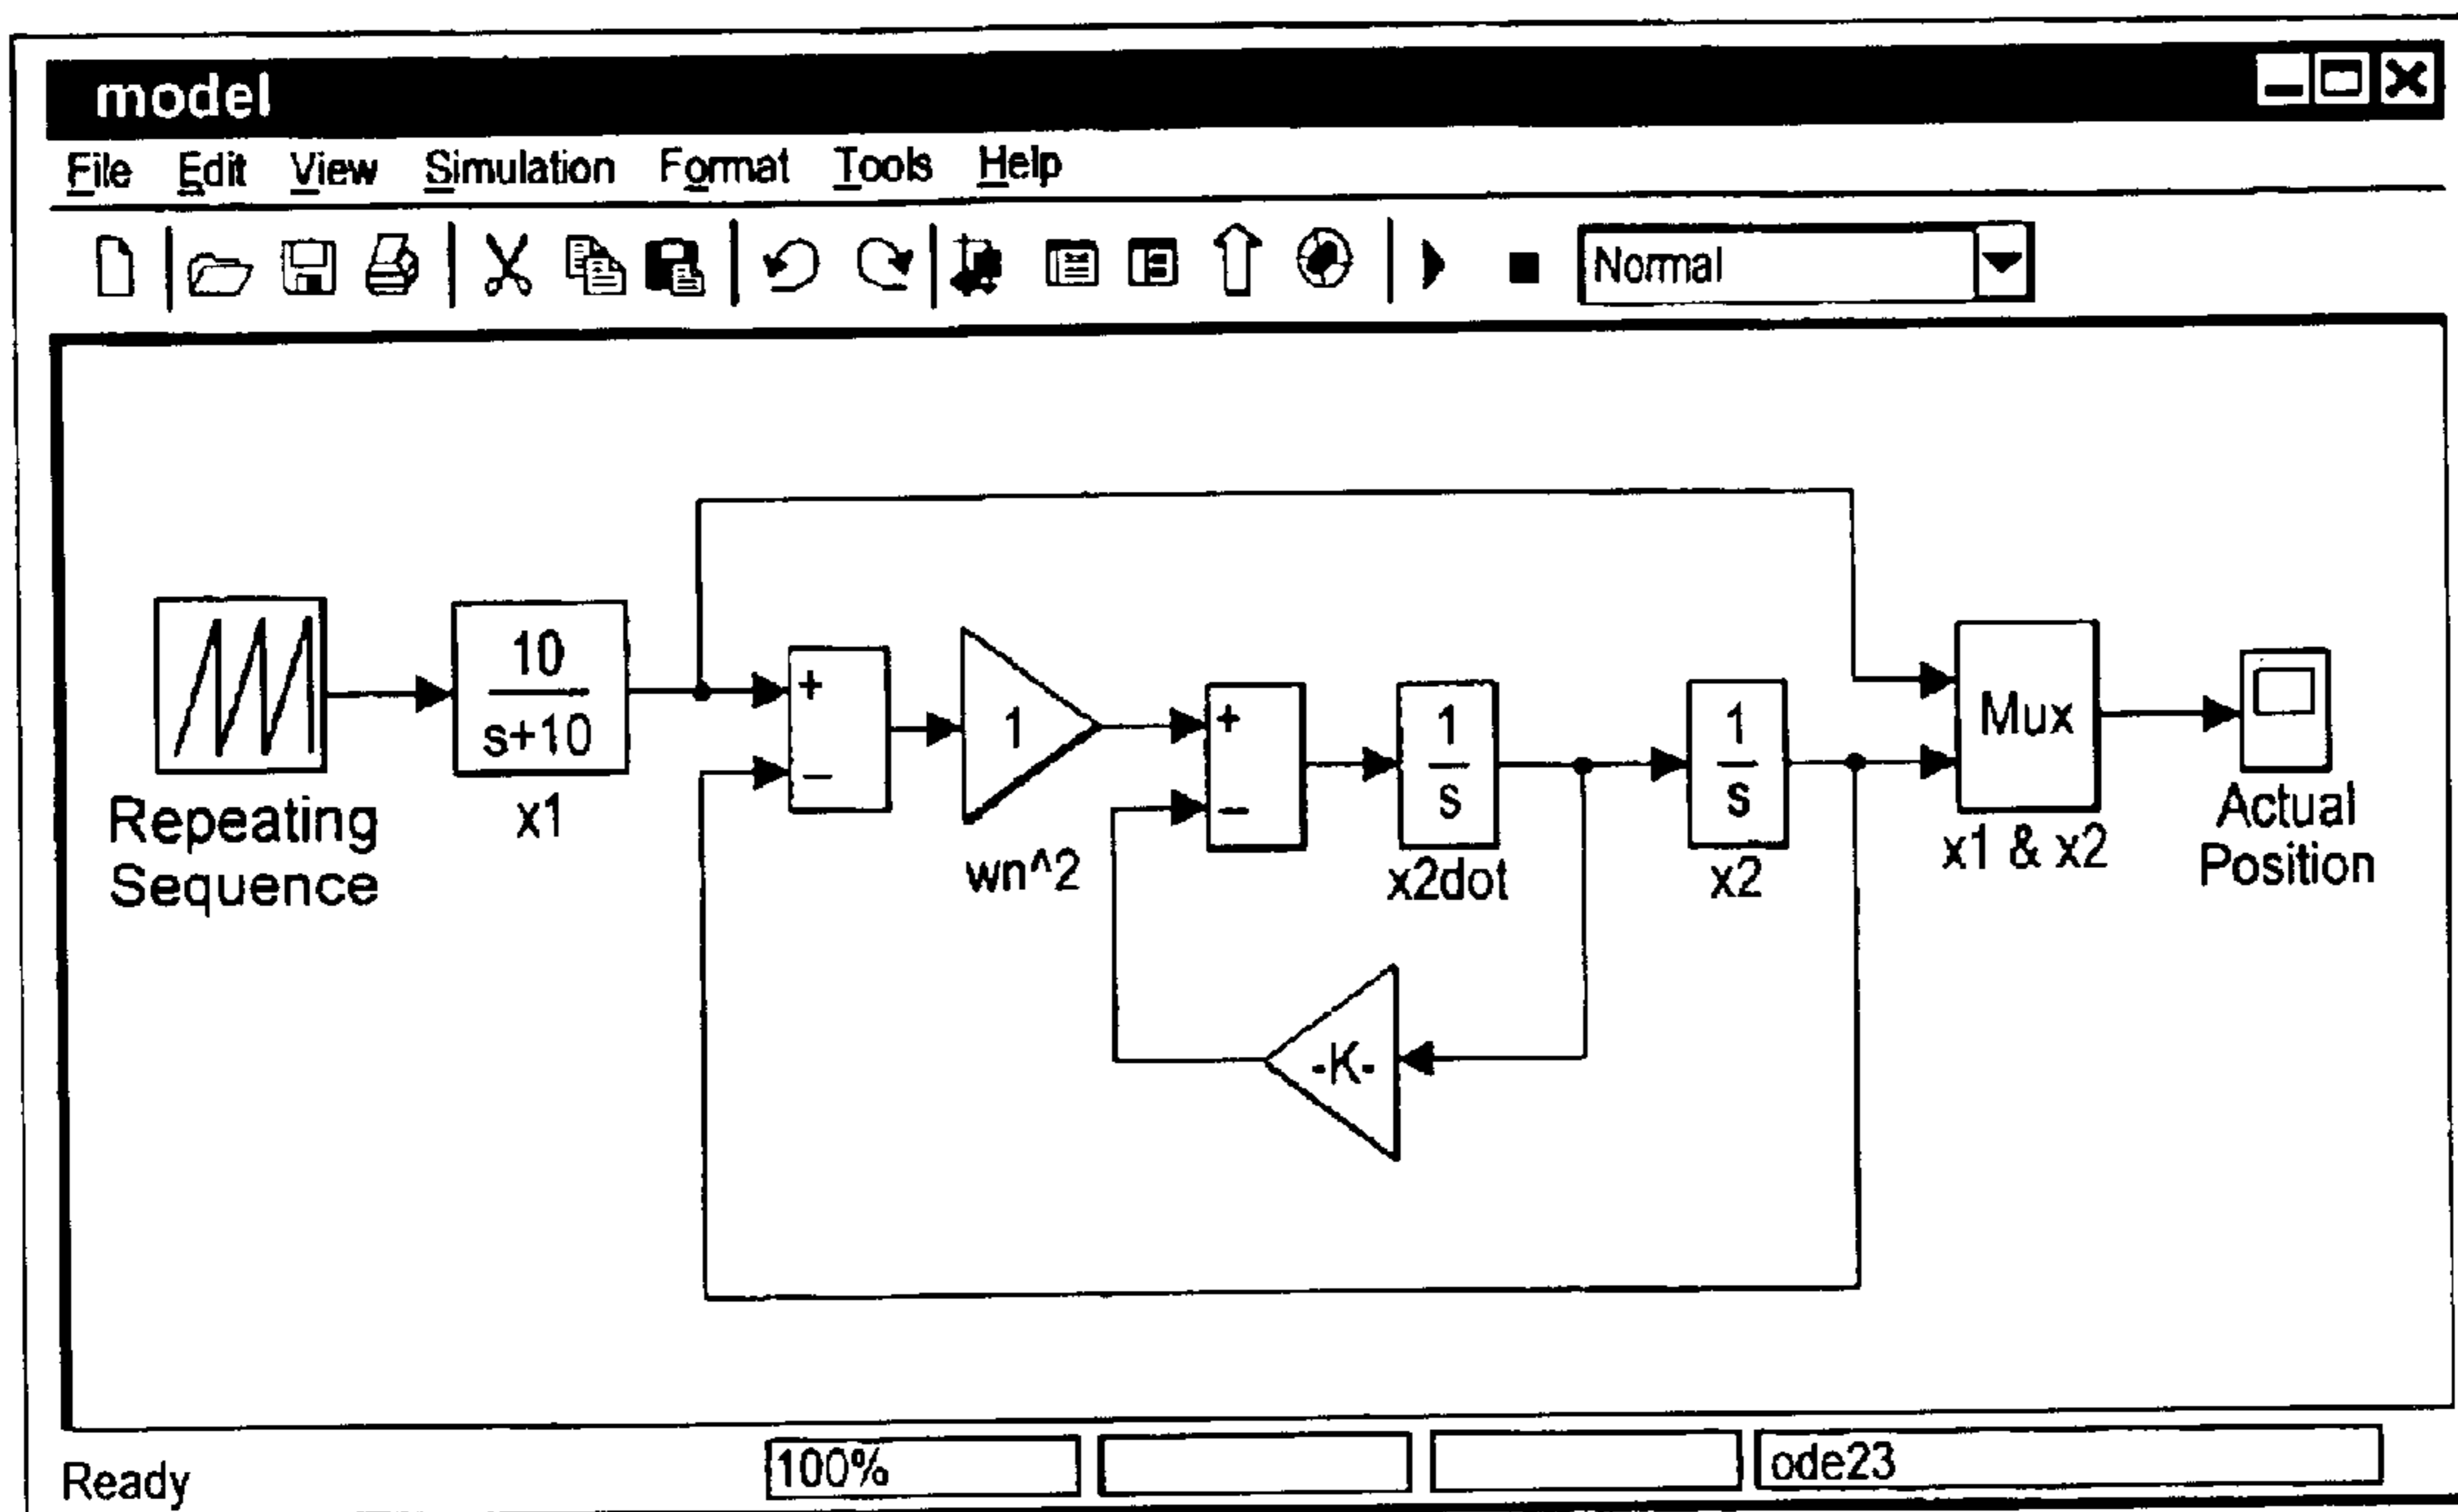 model
File Edit View Simulation Format Tools Help
Normal
10
s+10
x1
Repeating
Sequence
+
−
1
wn^2
+
−
1
s
x2dot
1
s
x2
Mux
x1 & x2
Actual
Position
-K-
Ready
100%
ode23